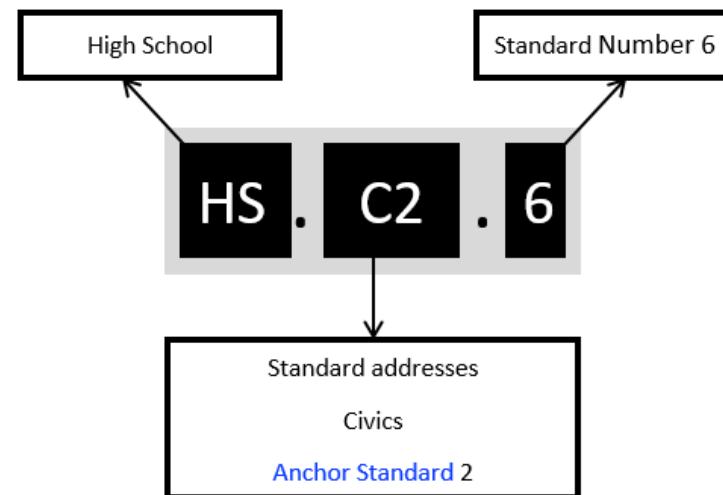 High School
Standard Number 6
HS . C2 . 6
Standard addresses
Civics
Anchor Standard 2